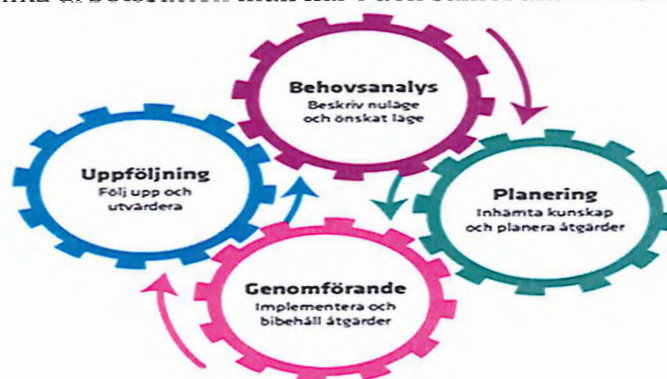 Behovsanalys
Beskriv nuläge
och önskat läge
Planering
Inhämta kunskap
och planera åtgärder
Genomförande
Implementera och
bibehåll åtgärder
Uppföljning
Följ upp och
utvärdera